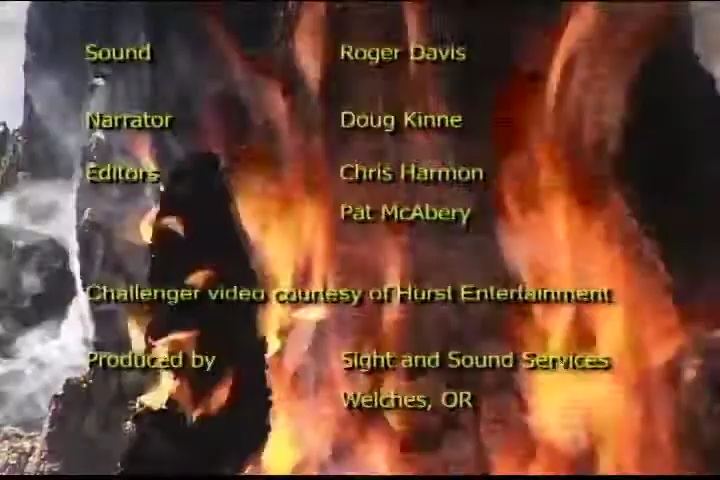 Sound Roger Davis
Narrator Doug Kinne
Editors Chris Harmon
Pat McAbery
Challenger video courtesy of Hurst Entertainment
Produced by Sight and Sound Services
Welches, OR